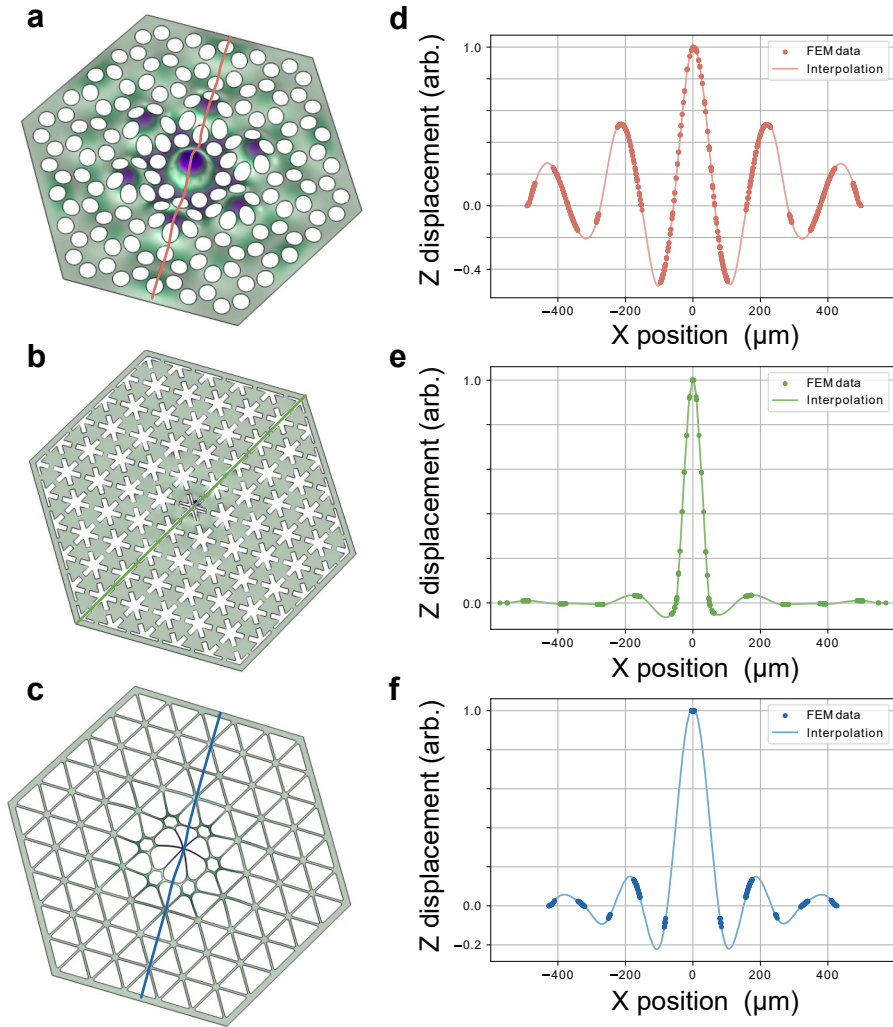 a
d
Z displacement (arb.)
1.0
0.0
−0.4
FEM data
Interpolation
−400 −200 0 200 400
X position (µm)
b
e
Z displacement (arb.)
1.0
0.0
FEM data
Interpolation
−400 −200 0 200 400
X position (µm)
c
f
Z displacement (arb.)
1.0
0.0
−0.2
FEM data
Interpolation
−400 −200 0 200 400
X position (µm)